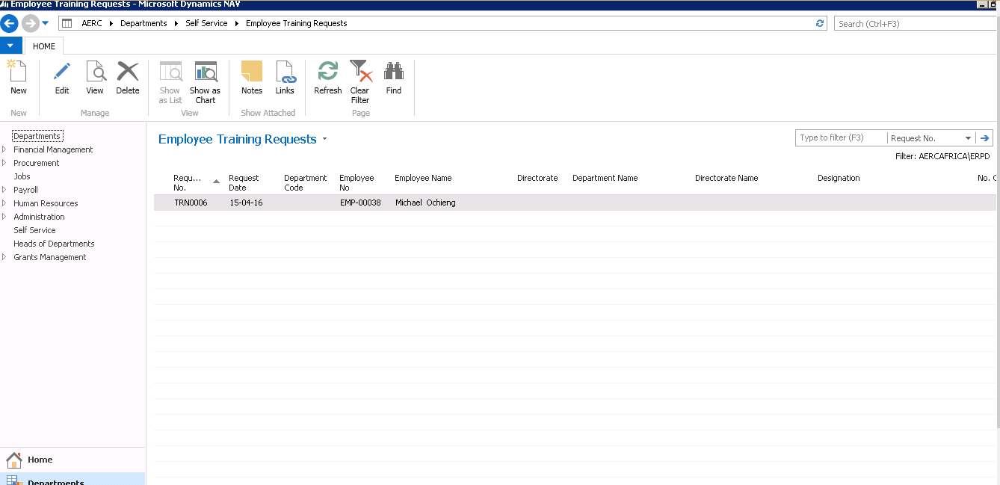 Employee Training Requests - Microsoft Dynamics NAV
AERC Departments Self Service Employee Training Requests
Search (Ctrl+F3)
HOME
New Edit View Delete Show as List Show as Chart Notes Links Refresh Clear Filter Find
New Manage View Show Attached Page
Departments
Financial Management
Procurement
Jobs
Payroll
Human Resources
Administration
Self Service
Heads of Departments
Grants Management
Home
Departments
Employee Training Requests
Type to filter (F3) Request No.
Filter: AERCAFRICA\ERPD
Requ... No. Request Date Department Code Employee No Employee Name Directorate Department Name Directorate Name Designation No.
TRN0006 15-04-16 EMP-00038 Michael Ochieng